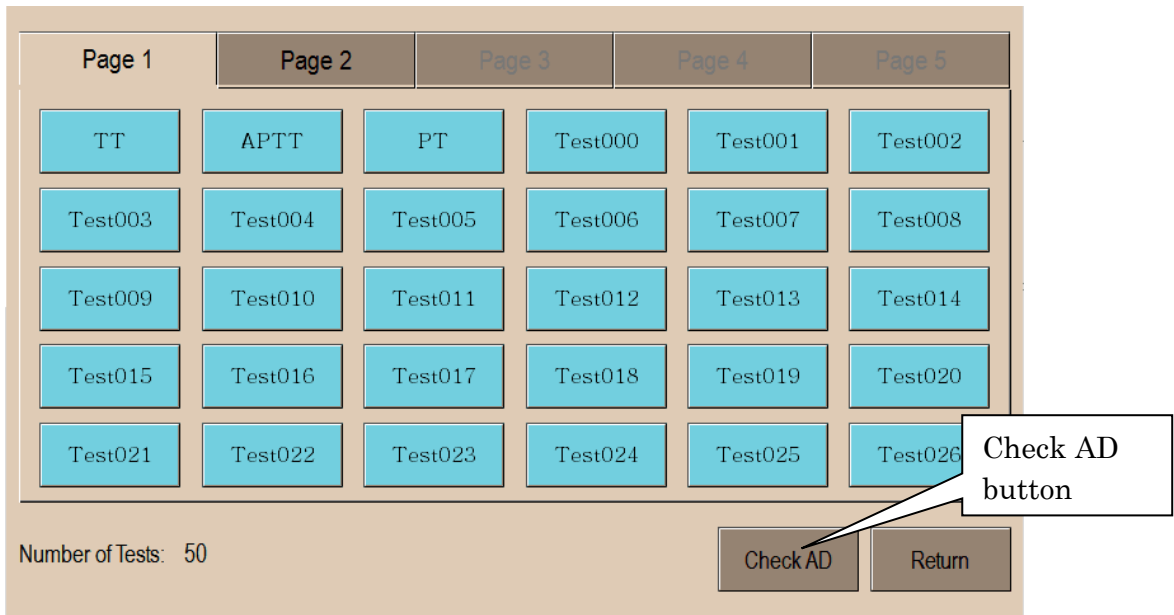 Page 1 Page 2 Page 3 Page 4 Page 5
TT APTT PT Test000 Test001 Test002
Test003 Test004 Test005 Test006 Test007 Test008
Test009 Test010 Test011 Test012 Test013 Test014
Test015 Test016 Test017 Test018 Test019 Test020
Test021 Test022 Test023 Test024 Test025 Test026
Check AD
button
Number of Tests: 50 Check AD Return